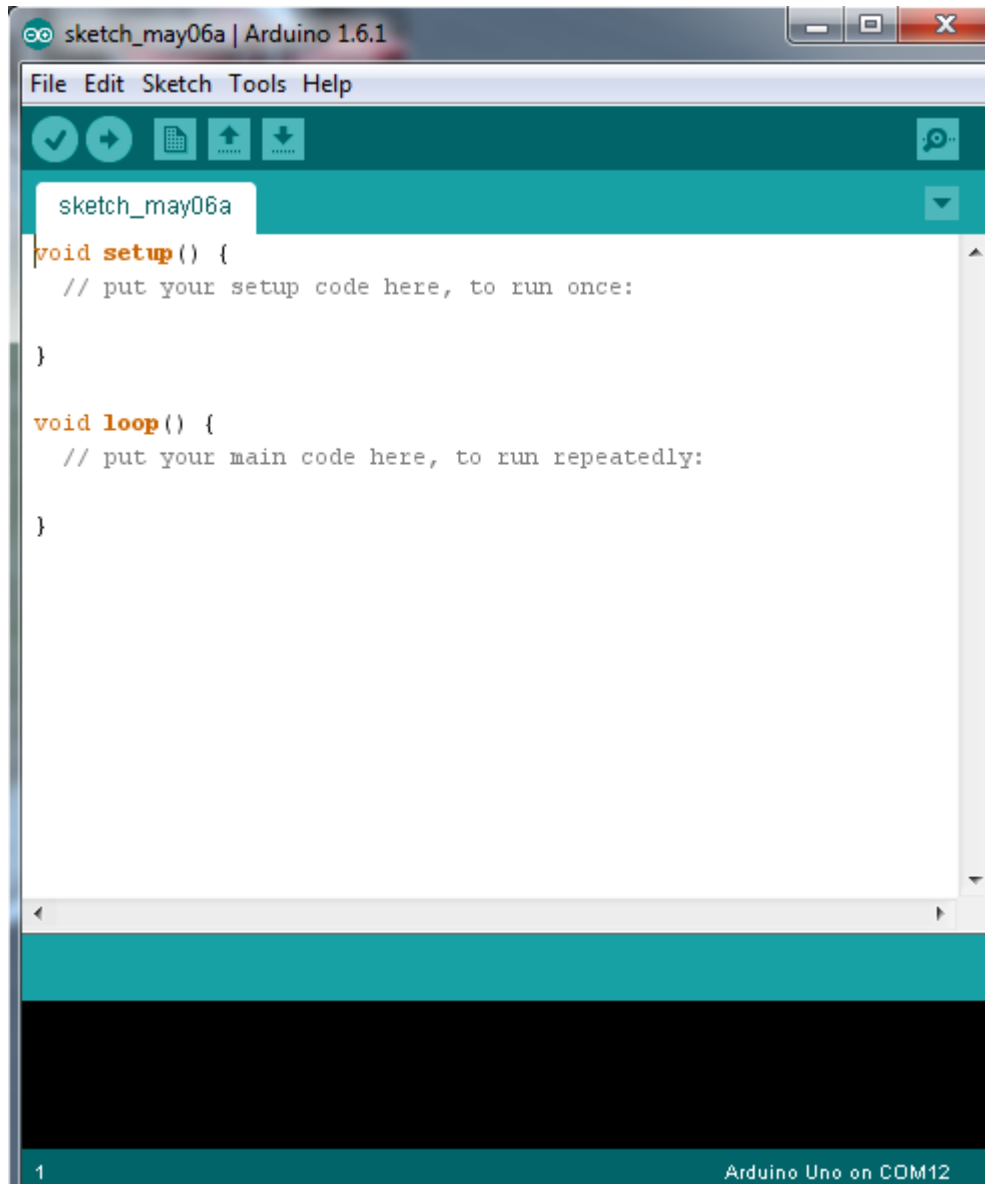 sketch_may06a | Arduino 1.6.1
File Edit Sketch Tools Help
sketch_may06a
void setup() {
  // put your setup code here, to run once:
}
void loop() {
  // put your main code here, to run repeatedly:
}
1 Arduino Uno on COM12